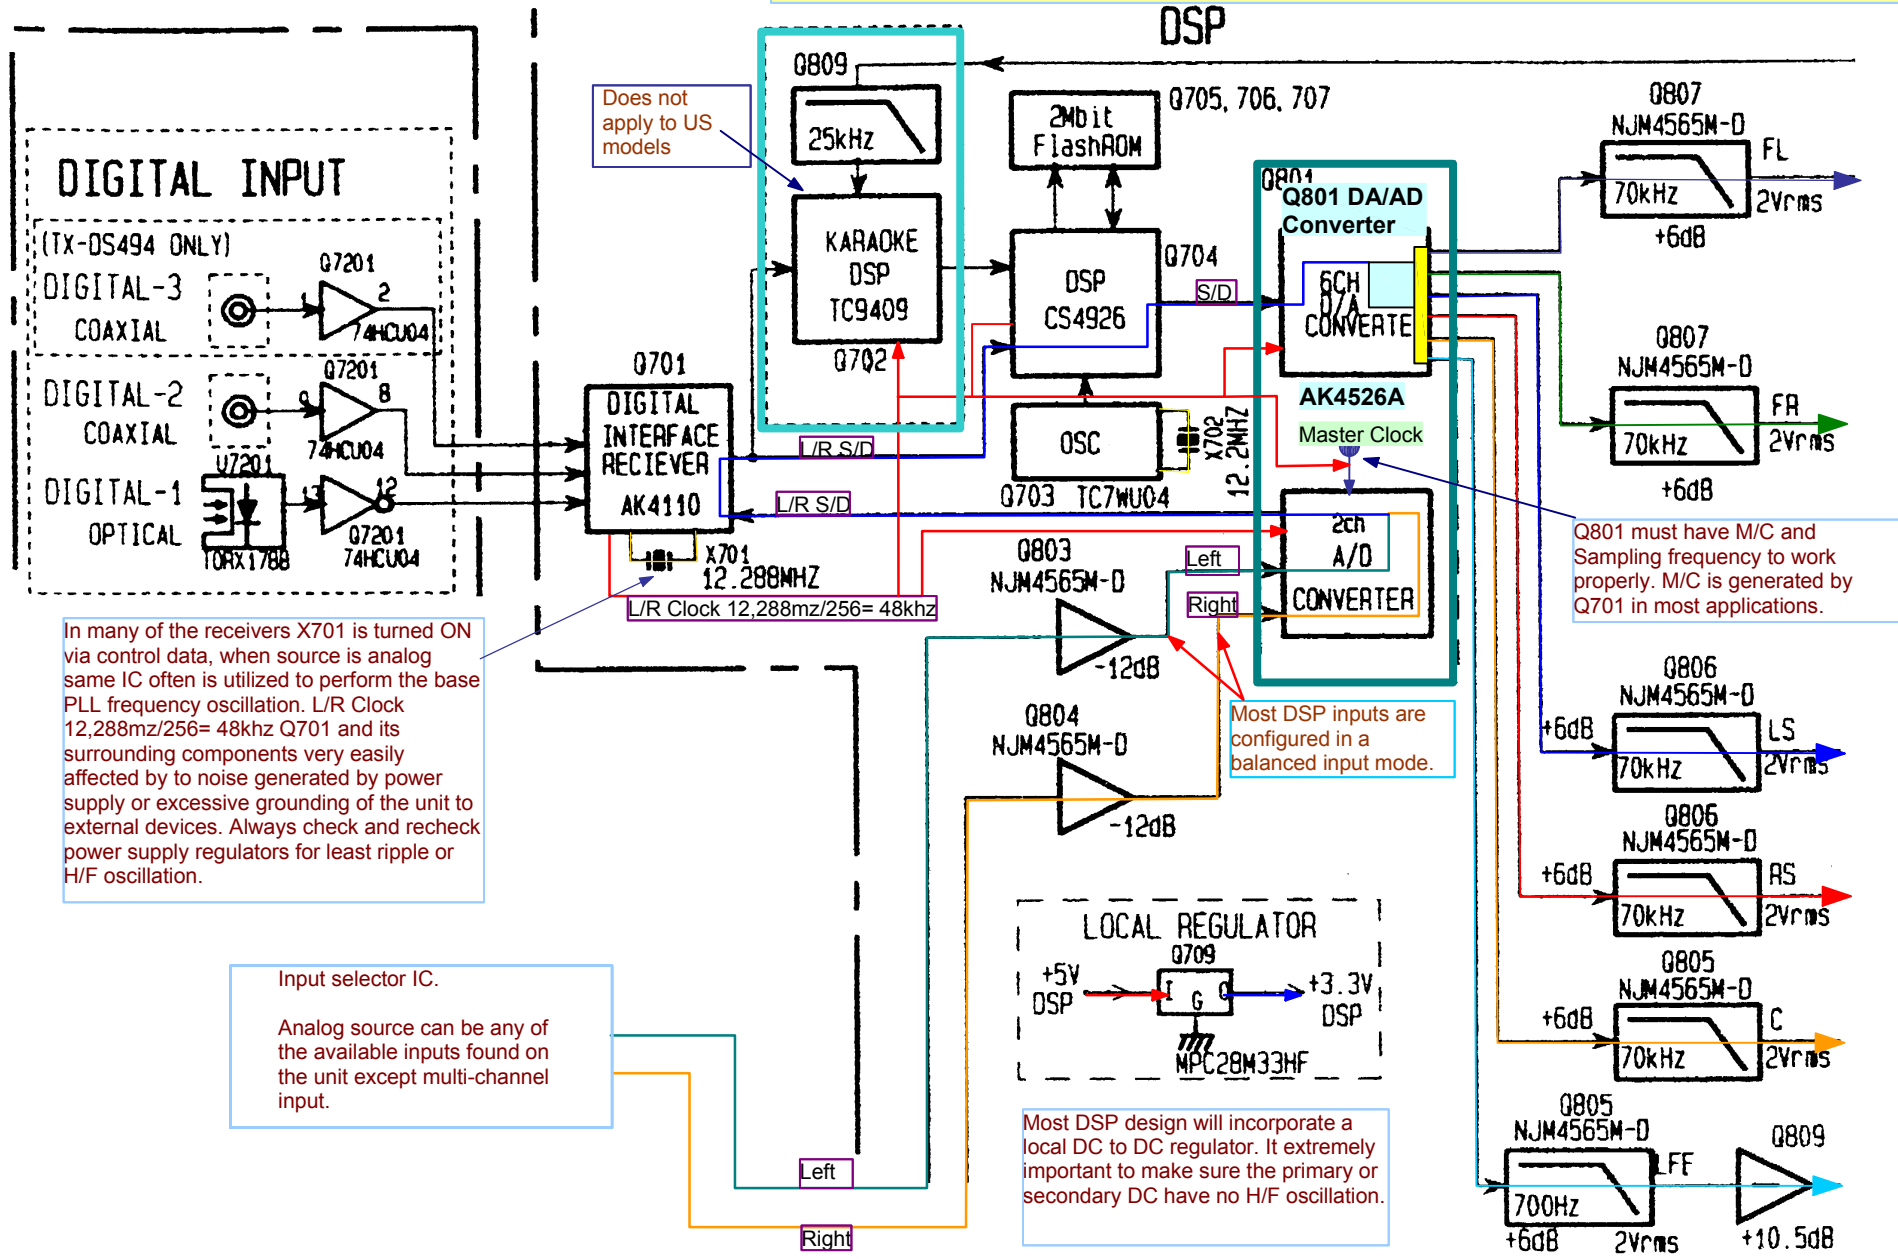 DSP
DIGITAL INPUT
(TX-DS494 ONLY)
DIGITAL-3
COAXIAL
Q7201
1
2
74HCU04
DIGITAL-2
COAXIAL
Q7201
9
8
74HCU04
U7201
DIGITAL-1
OPTICAL
TORX178B
13
12
Q7201
74HCU04
Does not
apply to US
models
Q809
25kHz
KARAOKE
DSP
TC9409
Q702
Q705, 706, 707
2Mbit
FlashROM
DSP
CS4926
Q704
OSC
X702
12.2MHZ
Q703 TC7WU04
Q701
DIGITAL
INTERFACE
RECIEVER
AK4110
X701
12.288MHZ
L/R S/D
L/R S/D
S/D
L/R Clock 12,288mz/256= 48khz
Q801
Q801 DA/AD
Converter
6CH
D/A
CONVERTE
AK4526A
Master Clock
2ch
A/D
CONVERTER
Left
Right
Q803
NJM4565M-D
-12dB
Q804
NJM4565M-D
-12dB
Most DSP inputs are
configured in a
balanced input mode.
Q801 must have M/C and
Sampling frequency to work
properly. M/C is generated by
Q701 in most applications.
In many of the receivers X701 is turned ON
via control data, when source is analog
same IC often is utilized to perform the base
PLL frequency oscillation. L/R Clock
12,288mz/256= 48khz Q701 and its
surrounding components very easily
affected by to noise generated by power
supply or excessive grounding of the unit to
external devices. Always check and recheck
power supply regulators for least ripple or
H/F oscillation.
Input selector IC.
Analog source can be any of
the available inputs found on
the unit except multi-channel
input.
Left
Right
LOCAL REGULATOR
Q709
+5V
DSP
I G O
+3.3V
DSP
MPC28M33HF
Most DSP design will incorporate a
local DC to DC regulator. It extremely
important to make sure the primary or
secondary DC have no H/F oscillation.
Q807
NJM4565M-D
70kHz
FL
2Vrms
+6dB
Q807
NJM4565M-D
70kHz
FR
2Vrms
+6dB
Q806
NJM4565M-D
+6dB
70kHz
LS
2Vrms
Q806
NJM4565M-D
+6dB
70kHz
RS
2Vrms
Q805
NJM4565M-D
+6dB
70kHz
C
2Vrms
Q805
NJM4565M-D
700Hz
LFE
+6dB
2Vrms
Q809
+10.5dB